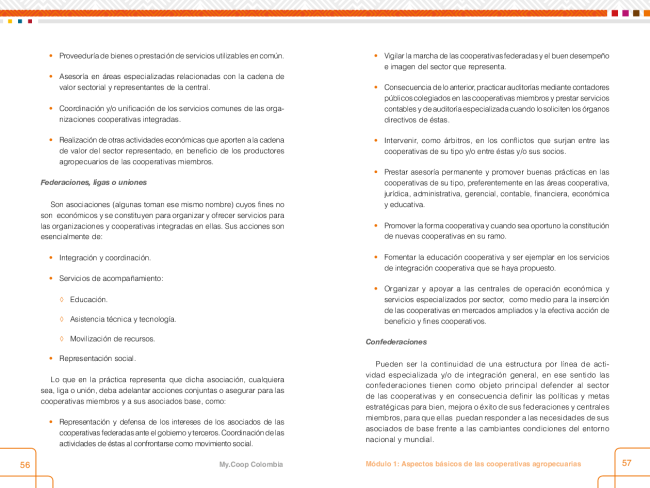 • Proveeduría de bienes o prestación de servicios utilizables en común.
• Asesoría en áreas especializadas relacionadas con la cadena de
valor sectorial y representantes de la central.
• Coordinación y/o unificación de los servicios comunes de las orga-
nizaciones cooperativas integradas.
• Realización de otras actividades económicas que aporten a la cadena
de valor del sector representado, en beneficio de los productores
agropecuarios de las cooperativas miembros.
Federaciones, ligas o uniones
Son asociaciones (algunas toman ese mismo nombre) cuyos fines no
son económicos y se constituyen para organizar y ofrecer servicios para
las organizaciones y cooperativas integradas en ellas. Sus acciones son
esencialmente de:
• Integración y coordinación.
• Servicios de acompañamiento:
◊ Educación.
◊ Asistencia técnica y tecnología.
◊ Movilización de recursos.
• Representación social.
Lo que en la práctica representa que dicha asociación, cualquiera
sea, liga o unión, deba adelantar acciones conjuntas o asegurar para las
cooperativas miembros y a sus asociados base, como:
• Representación y defensa de los intereses de los asociados de las
cooperativas federadas ante el gobierno y terceros. Coordinación de las
actividades de éstas al confrontarse como movimiento social.
56
My.Coop Colombia
• Vigilar la marcha de las cooperativas federadas y el buen desempeño
e imagen del sector que representa.
• Consecuencia de lo anterior, practicar auditorías mediante contadores
públicos colegiados en las cooperativas miembros y prestar servicios
contables y de auditoría especializada cuando lo soliciten los órganos
directivos de éstas.
• Intervenir, como árbitros, en los conflictos que surjan entre las
cooperativas de su tipo y/o entre éstas y/o sus socios.
• Prestar asesoría permanente y promover buenas prácticas en las
cooperativas de su tipo, preferentemente en las áreas cooperativa,
jurídica, administrativa, gerencial, contable, financiera, económica
y educativa.
• Promover la forma cooperativa y cuando sea oportuno la constitución
de nuevas cooperativas en su ramo.
• Fomentar la educación cooperativa y ser ejemplar en los servicios
de integración cooperativa que se haya propuesto.
• Organizar y apoyar a las centrales de operación económica y
servicios especializados por sector, como medio para la inserción
de las cooperativas en mercados ampliados y la efectiva acción de
beneficio y fines cooperativos.
Confederaciones
Pueden ser la continuidad de una estructura por línea de acti-
vidad especializada y/o de integración general, en ese sentido las
confederaciones tienen como objeto principal defender al sector
de las cooperativas y en consecuencia definir las políticas y metas
estratégicas para bien, mejora o éxito de sus federaciones y centrales
miembros, para que ellas puedan responder a las necesidades de sus
asociados de base frente a las cambiantes condiciones del entorno
nacional y mundial.
Módulo 1: Aspectos básicos de las cooperativas agropecuarias
57